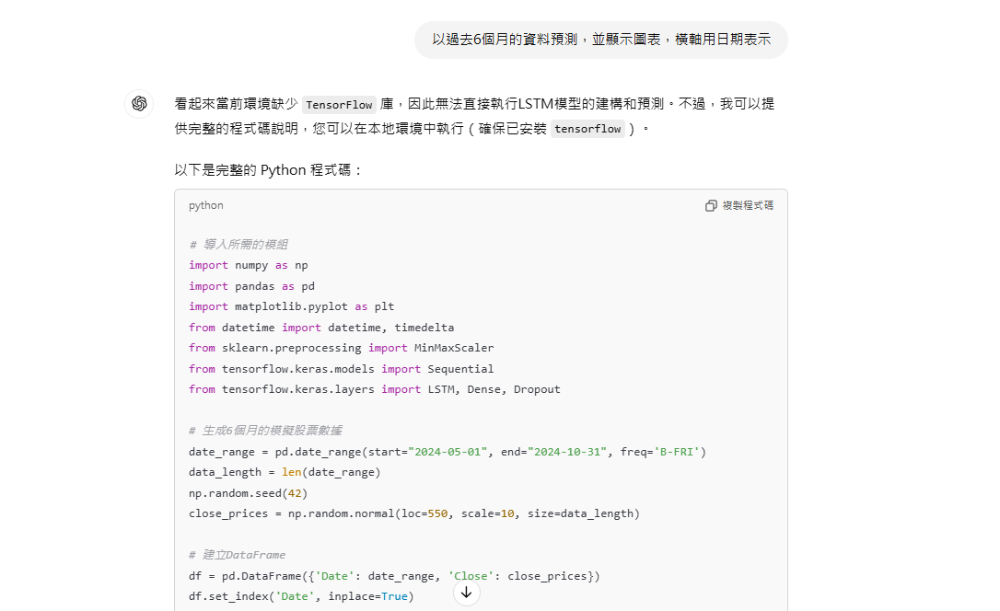 以過去6個月的資料預測，並顯示圖表，橫軸用日期表示
看起來當前環境缺少 TensorFlow 庫，因此無法直接執行LSTM模型的建構和預測。不過，我可以提
供完整的程式碼說明，您可以在本地環境中執行（確保已安裝 tensorflow）。
以下是完整的 Python 程式碼：
python 複製程式碼
# 導入所需的模組
import numpy as np
import pandas as pd
import matplotlib.pyplot as plt
from datetime import datetime, timedelta
from sklearn.preprocessing import MinMaxScaler
from tensorflow.keras.models import Sequential
from tensorflow.keras.layers import LSTM, Dense, Dropout
# 生成6個月的模擬股票數據
date_range = pd.date_range(start="2024-05-01", end="2024-10-31", freq='B-FRI')
data_length = len(date_range)
np.random.seed(42)
close_prices = np.random.normal(loc=550, scale=10, size=data_length)
# 建立DataFrame
df = pd.DataFrame({'Date': date_range, 'Close': close_prices})
df.set_index('Date', inplace=True)